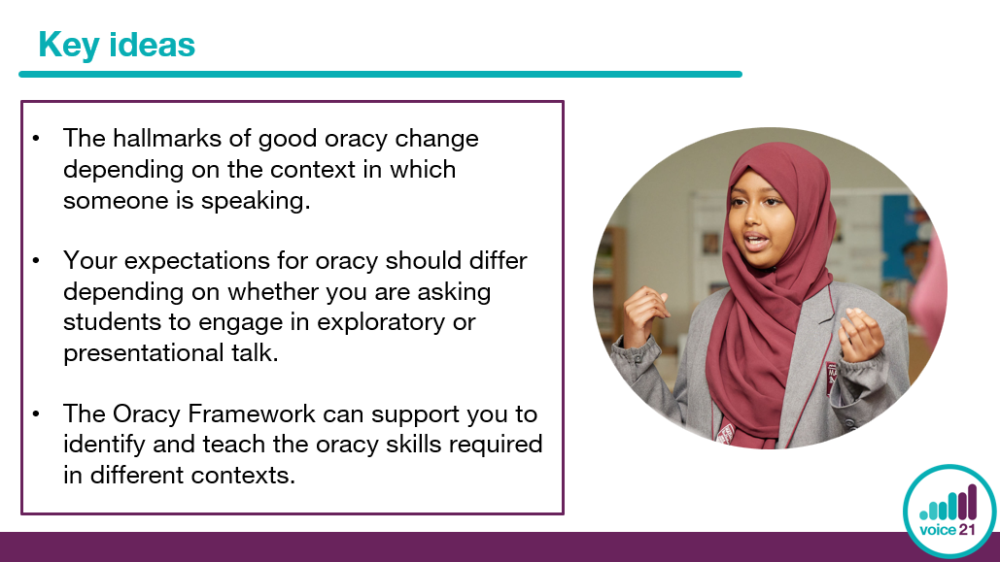 Key ideas
• The hallmarks of good oracy change
depending on the context in which
someone is speaking.
• Your expectations for oracy should differ
depending on whether you are asking
students to engage in exploratory or
presentational talk.
• The Oracy Framework can support you to
identify and teach the oracy skills required
in different contexts.
voice 21